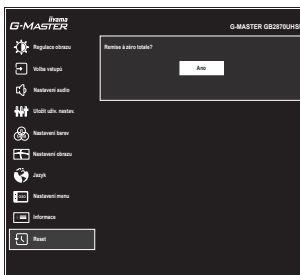 iiyama
G-MASTER
G-MASTER GB2870UHSU
Regulace obrazu
Remise à zéro totale?
Ano
Volba vstupů
Nastavení audio
Uložit uživ. nastav.
Nastavení barev
Nastavení obrazu
Jazyk
OSD
Nastavení menu
Informace
Reset